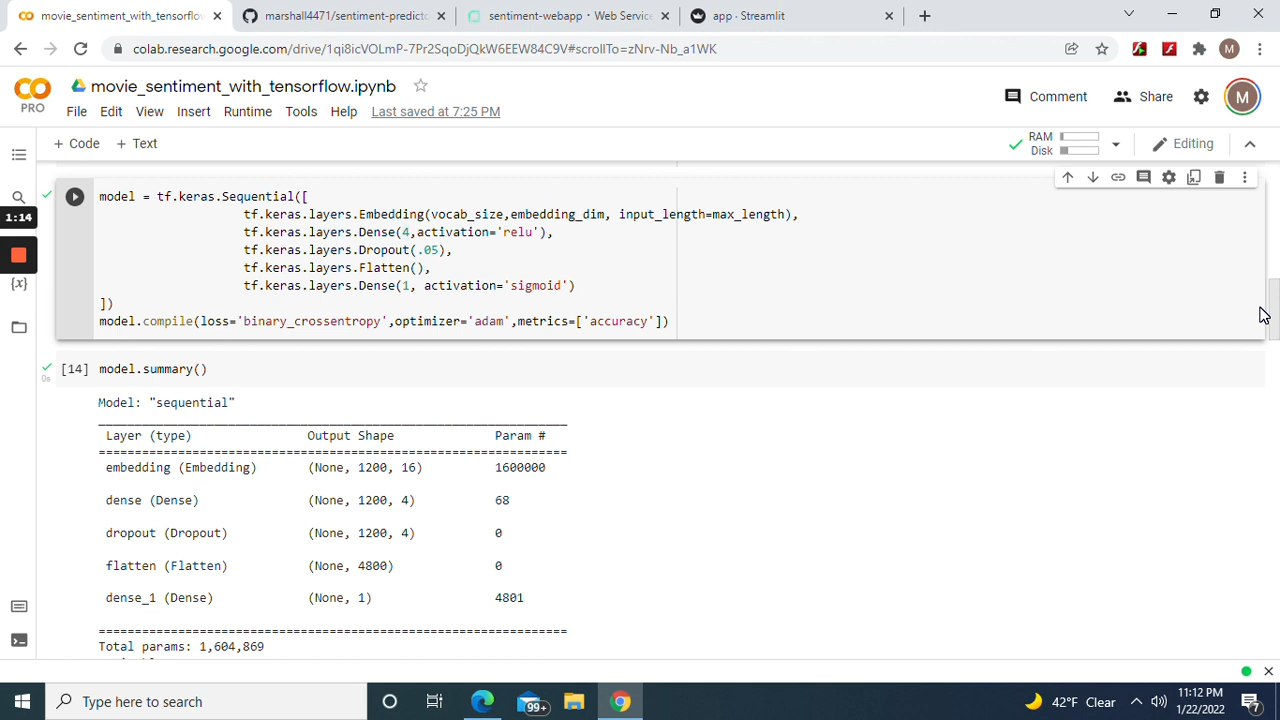 movie_sentiment_with_tensorflow
marshall4471/sentiment-predicto
sentiment-webapp · Web Service
app · Streamlit
colab.research.google.com/drive/1qi8icVOLmP-7Pr2SqoDjQkW6EEW84C9V#scrollTo=zNrv-Nb_a1WK
M
PRO
movie_sentiment_with_tensorflow.ipynb
File Edit View Insert Runtime Tools Help Last saved at 7:25 PM
Comment Share M
+ Code + Text
RAM
Disk
Editing
1:14
{x}
model = tf.keras.Sequential([
tf.keras.layers.Embedding(vocab_size,embedding_dim, input_length=max_length),
tf.keras.layers.Dense(4,activation='relu'),
tf.keras.layers.Dropout(.05),
tf.keras.layers.Flatten(),
tf.keras.layers.Dense(1, activation='sigmoid')
])
model.compile(loss='binary_crossentropy',optimizer='adam',metrics=['accuracy'])
0s
[14] model.summary()
Model: "sequential"
Layer (type) Output Shape Param #
embedding (Embedding) (None, 1200, 16) 1600000
dense (Dense) (None, 1200, 4) 68
dropout (Dropout) (None, 1200, 4) 0
flatten (Flatten) (None, 4800) 0
dense_1 (Dense) (None, 1) 4801
Total params: 1,604,869
Type here to search
99+
42°F Clear
11:12 PM
1/22/2022
7